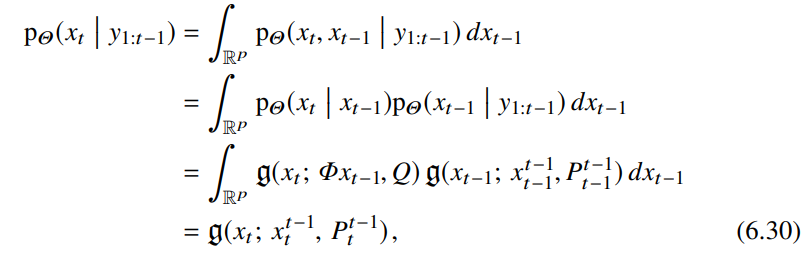 p_Θ(x_t | y_{1:t−1}) = ∫_{ℝ^p} p_Θ(x_t, x_{t−1} | y_{1:t−1}) dx_{t−1}
= ∫_{ℝ^p} p_Θ(x_t | x_{t−1}) p_Θ(x_{t−1} | y_{1:t−1}) dx_{t−1}
= ∫_{ℝ^p} 𝔤(x_t; Φx_{t−1}, Q) 𝔤(x_{t−1}; x_{t−1}^{t−1}, P_{t−1}^{t−1}) dx_{t−1}
= 𝔤(x_t; x_t^{t−1}, P_t^{t−1}), (6.30)